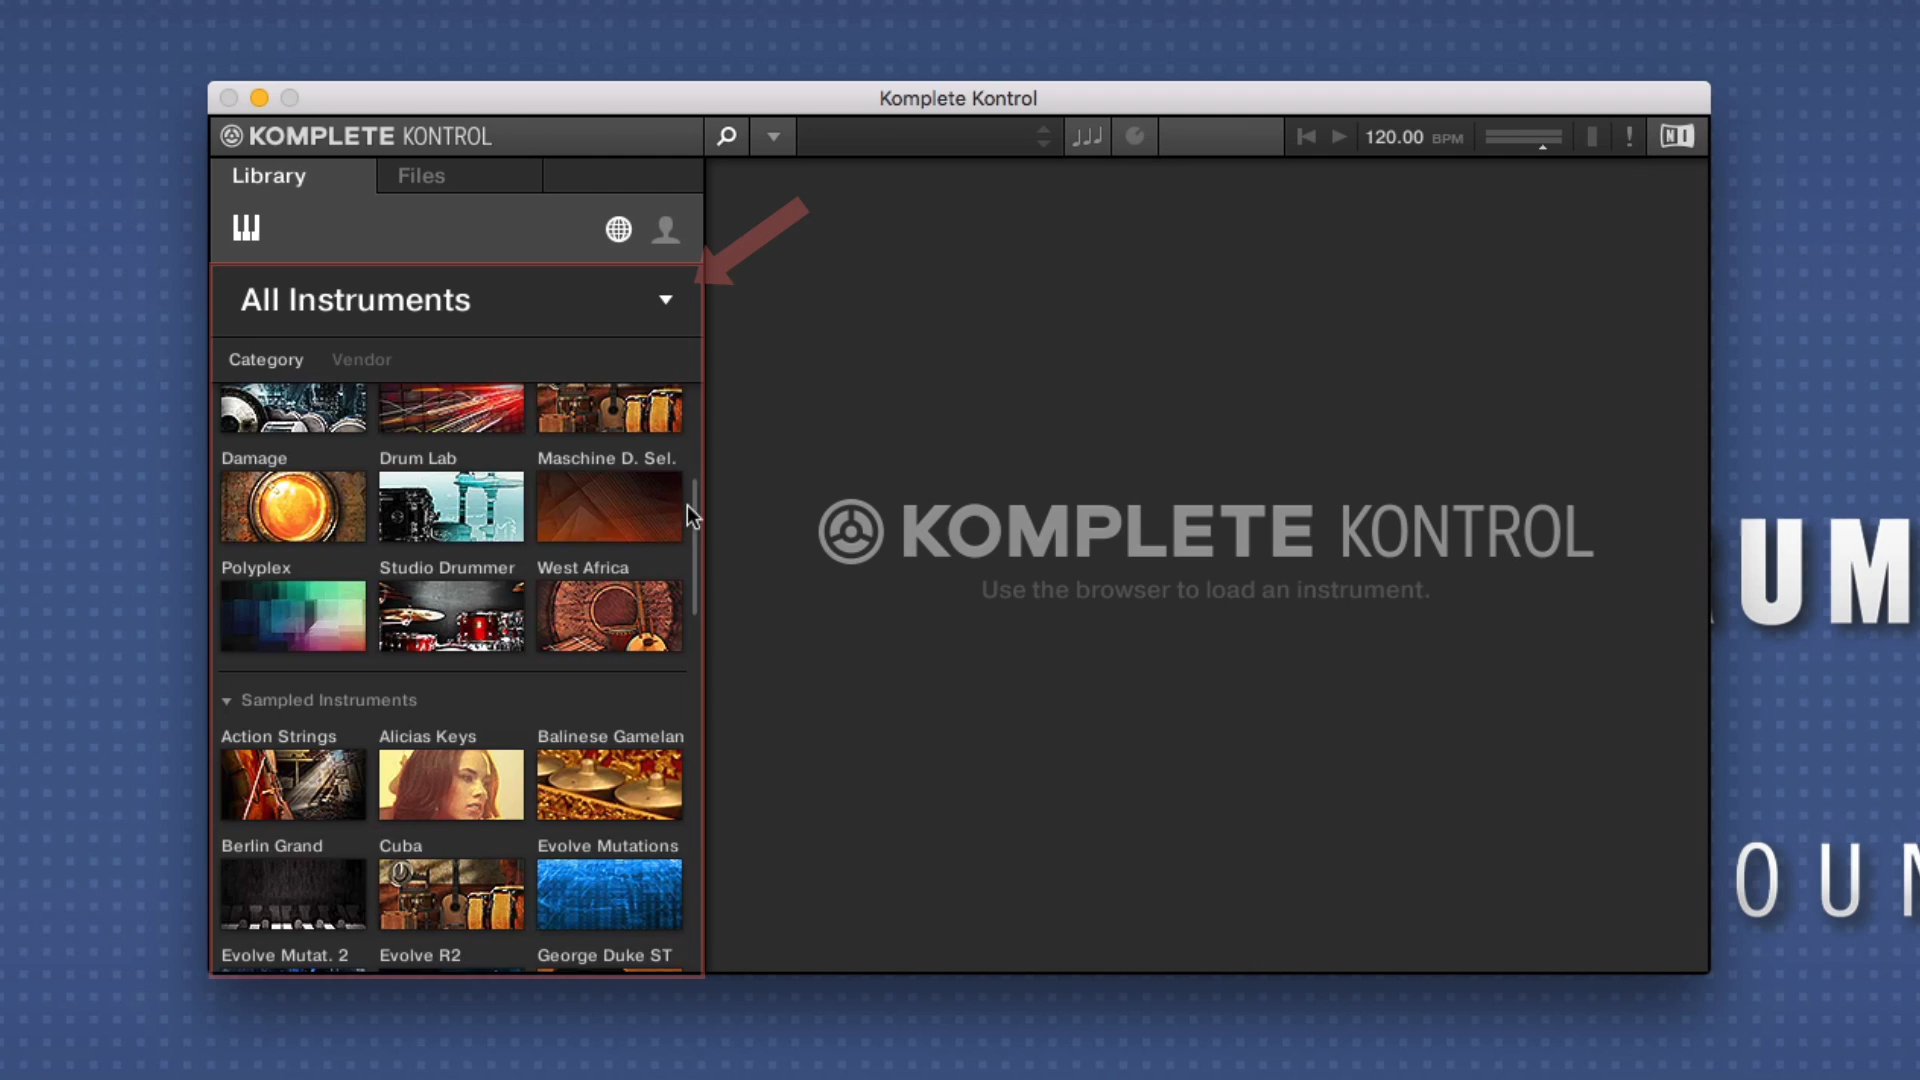 Komplete Kontrol
KOMPLETE KONTROL
120.00 BPM
!
NI
Library
Files
All Instruments
Category Vendor
Damage Drum Lab Maschine D. Sel.
Polyplex Studio Drummer West Africa
Sampled Instruments
Action Strings Alicias Keys Balinese Gamelan
Berlin Grand Cuba Evolve Mutations
Evolve Mutat. 2 Evolve R2 George Duke ST
KOMPLETE KONTROL
Use the browser to load an instrument.
UM
OUN